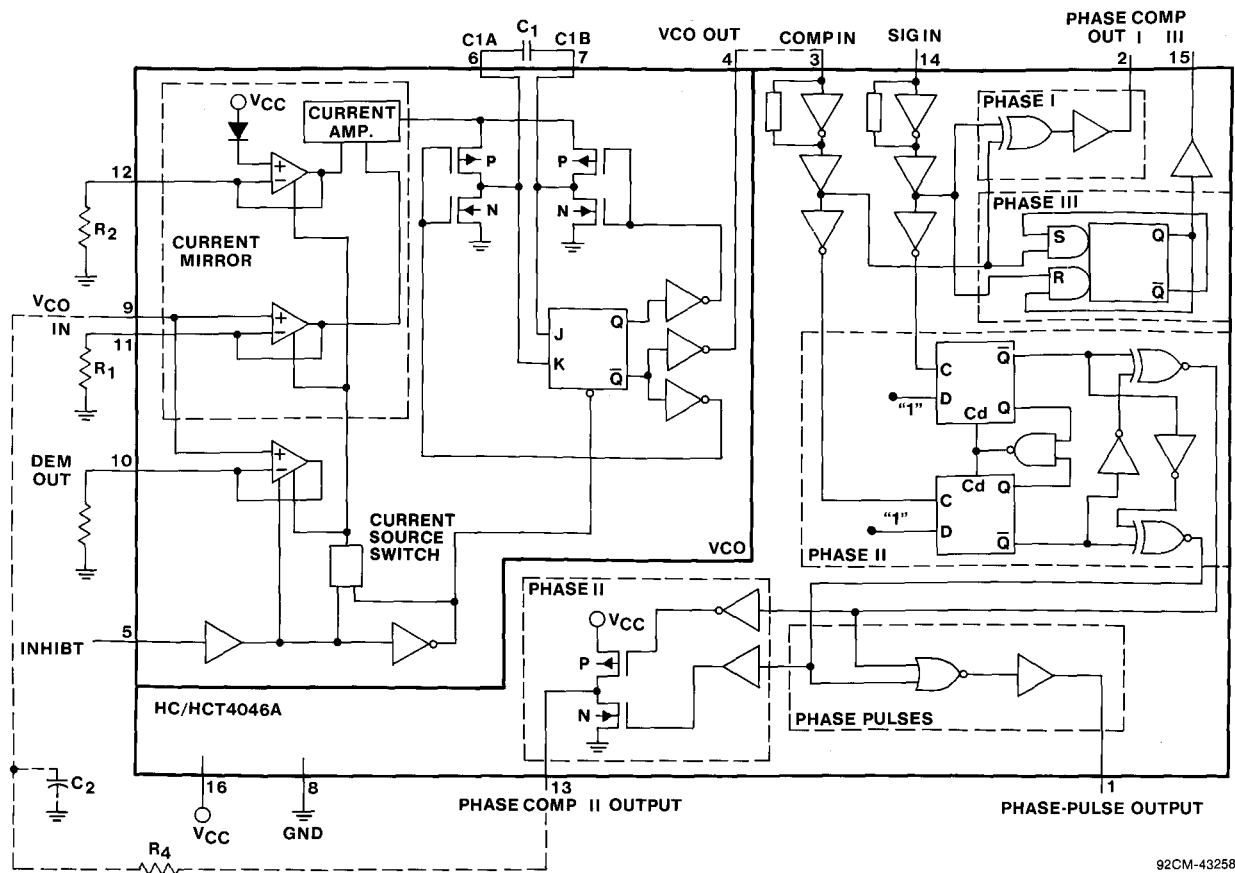 PHASE COMP
OUT I III
C1
C1A C1B
6 7
VCO OUT
4
COMP IN
3
SIG IN
14
2 15
VCC
CURRENT
AMP.
PHASE I
P P
12
N N
R2
CURRENT
MIRROR
PHASE III
S Q
R Q
VCO 9
IN
11
R1
J Q
K Q
C Q
D Q
"1"
Cd
DEM 10
OUT
Cd Q
C
"1"
D Q
CURRENT
SOURCE
SWITCH
VCO
PHASE II
PHASE II
VCC
5
INHIBT
P
N
HC/HCT4046A
PHASE PULSES
C2
16 8 13 1
VCC GND
PHASE COMP II OUTPUT
PHASE-PULSE OUTPUT
R4
92CM-43258